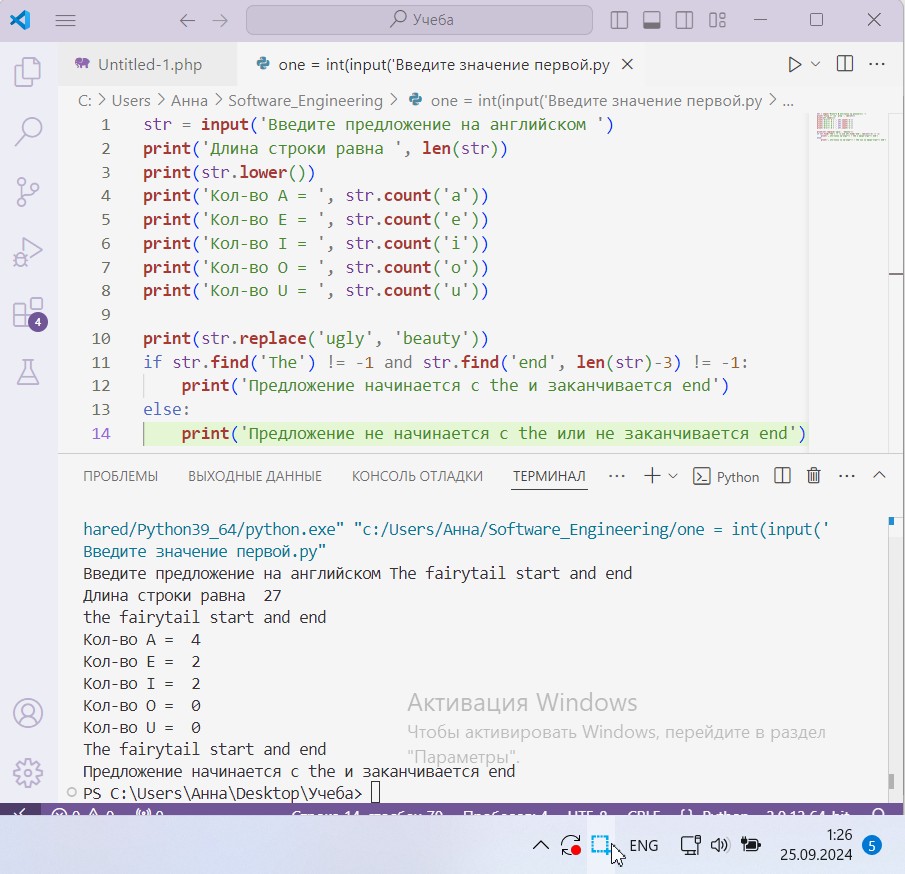 Учеба
Untitled-1.php
one = int(input('Введите значение первой.py
C: > Users > Анна > Software_Engineering > one = int(input('Введите значение первой.py > ...
1 str = input('Введите предложение на английском ')
2 print('Длина строки равна ', len(str))
3 print(str.lower())
4 print('Кол-во A = ', str.count('a'))
5 print('Кол-во E = ', str.count('e'))
6 print('Кол-во I = ', str.count('i'))
7 print('Кол-во O = ', str.count('o'))
8 print('Кол-во U = ', str.count('u'))
9
10 print(str.replace('ugly', 'beauty'))
11 if str.find('The') != -1 and str.find('end', len(str)-3) != -1:
12 print('Предложение начинается с the и заканчивается end')
13 else:
14 print('Предложение не начинается с the или не заканчивается end')
4
ПРОБЛЕМЫ ВЫХОДНЫЕ ДАННЫЕ КОНСОЛЬ ОТЛАДКИ ТЕРМИНАЛ ... Python ...
hared/Python39_64/python.exe" "c:/Users/Анна/Software_Engineering/one = int(input('
Введите значение первой.py"
Введите предложение на английском The fairytail start and end
Длина строки равна  27
the fairytail start and end
Кол-во A =  4
Кол-во E =  2
Кол-во I =  2
Кол-во O =  0
Кол-во U =  0
The fairytail start and end
Предложение начинается с the и заканчивается end
PS C:\Users\Анна\Desktop\Учеба>
Активация Windows
Чтобы активировать Windows, перейдите в раздел
"Параметры".
ENG
1:26
25.09.2024
5